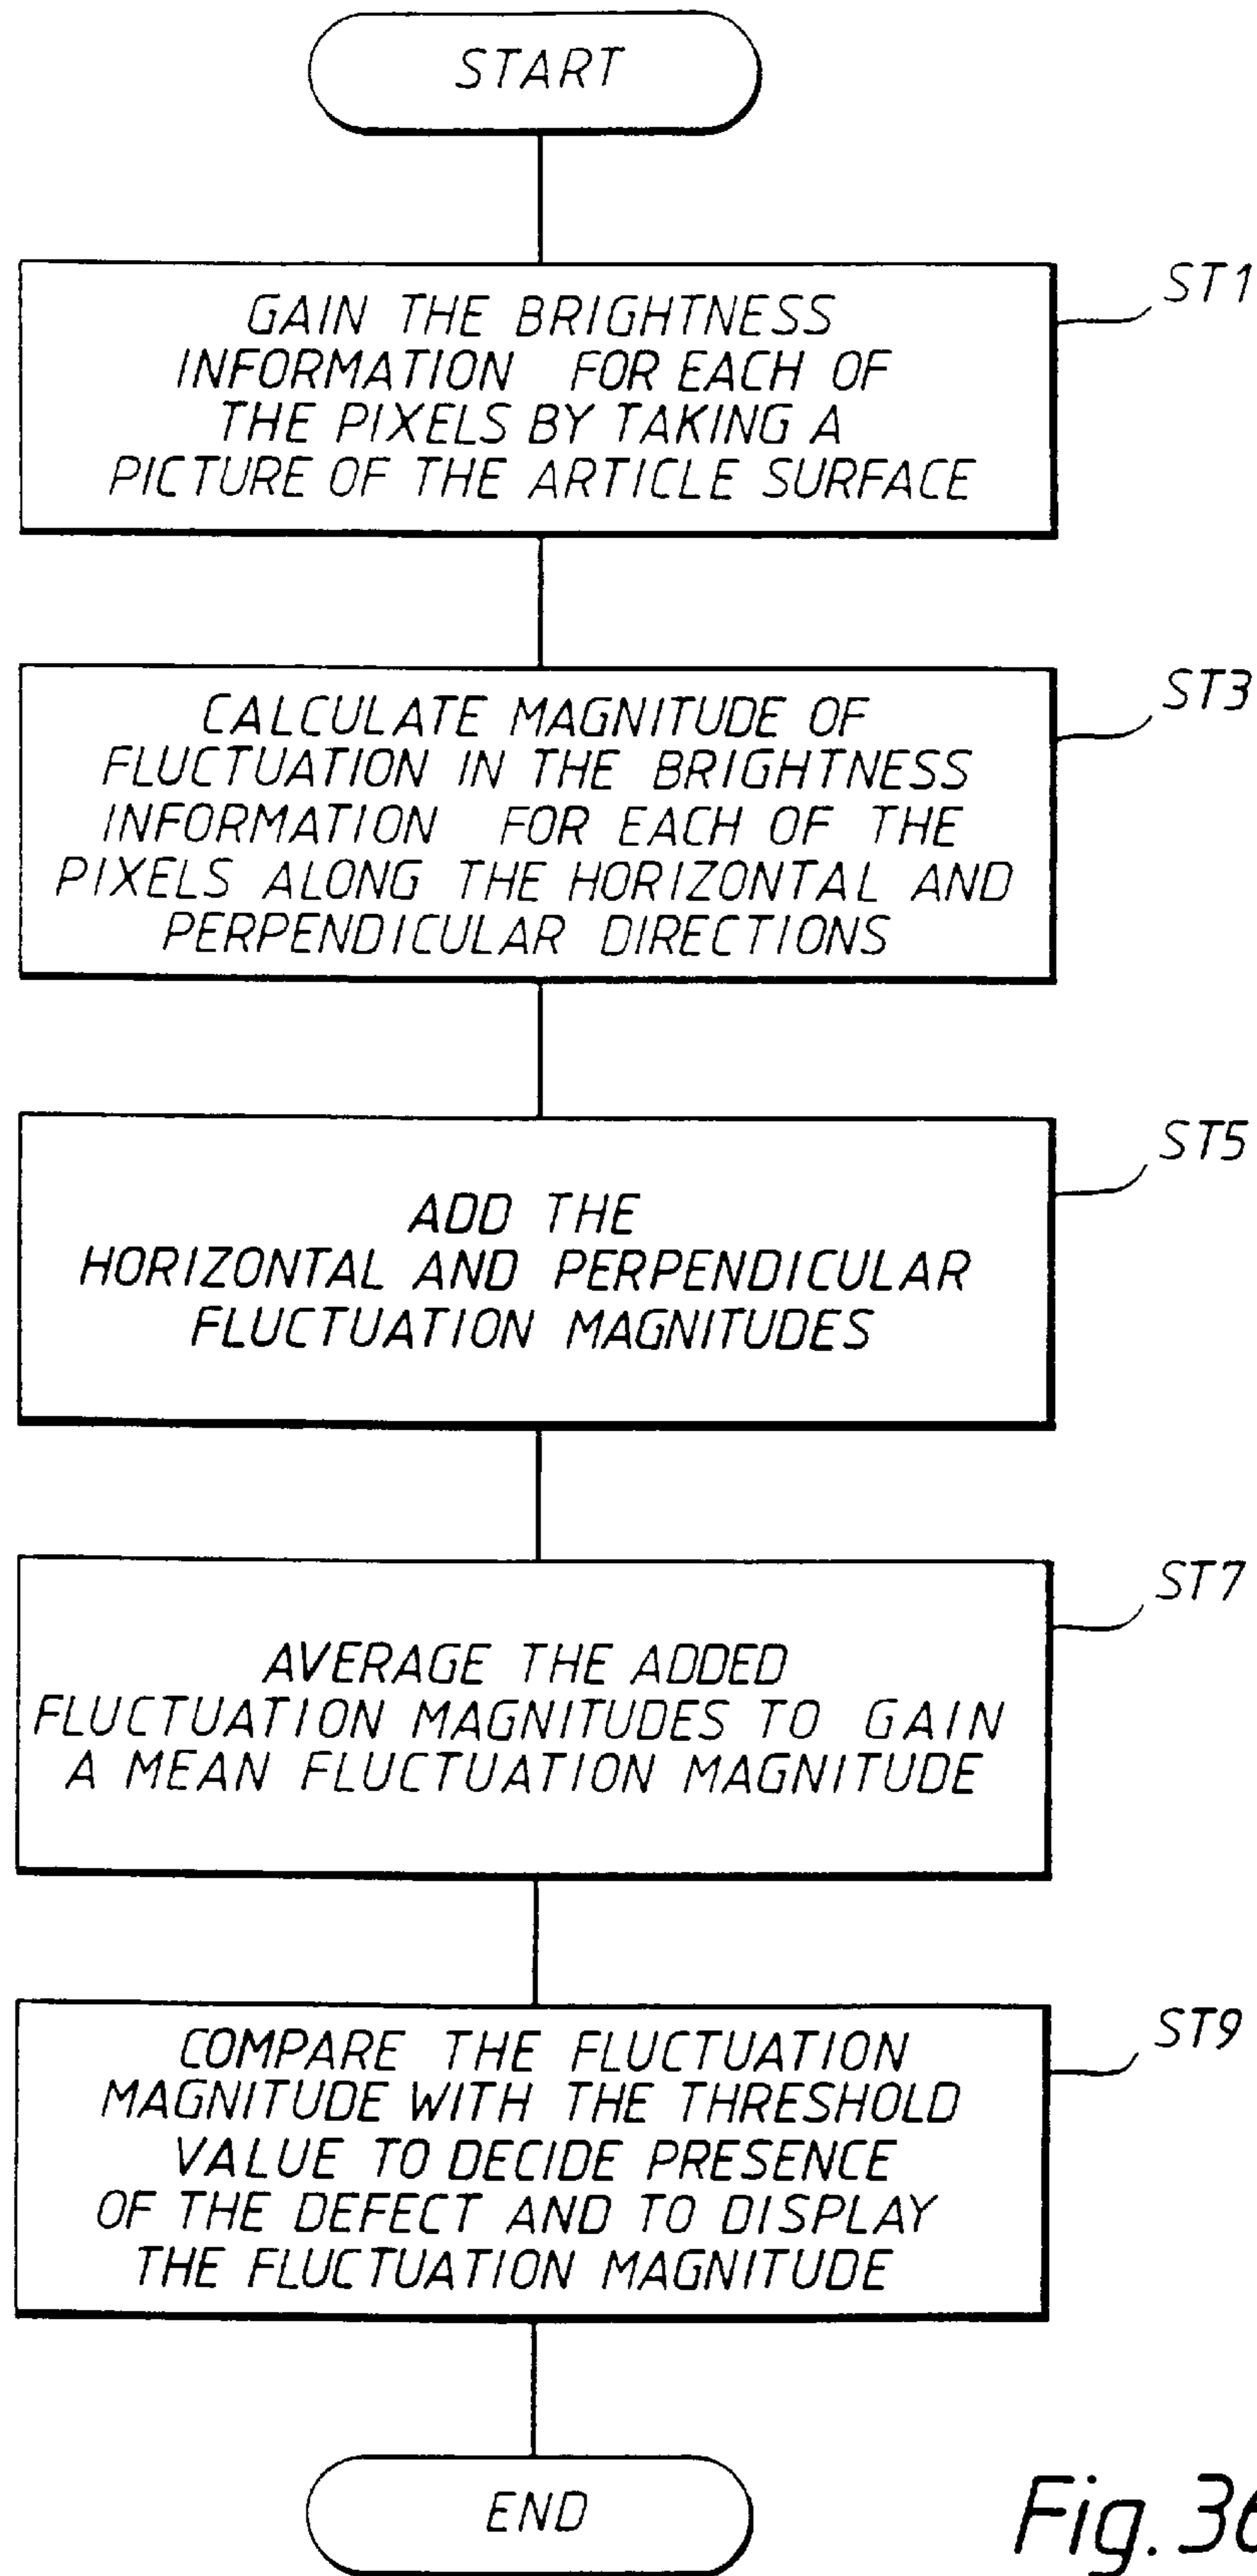 START
GAIN THE BRIGHTNESS
INFORMATION FOR EACH OF
THE PIXELS BY TAKING A
PICTURE OF THE ARTICLE SURFACE
ST1
CALCULATE MAGNITUDE OF
FLUCTUATION IN THE BRIGHTNESS
INFORMATION FOR EACH OF THE
PIXELS ALONG THE HORIZONTAL AND
PERPENDICULAR DIRECTIONS
ST3
ADD THE
HORIZONTAL AND PERPENDICULAR
FLUCTUATION MAGNITUDES
ST5
AVERAGE THE ADDED
FLUCTUATION MAGNITUDES TO GAIN
A MEAN FLUCTUATION MAGNITUDE
ST7
COMPARE THE FLUCTUATION
MAGNITUDE WITH THE THRESHOLD
VALUE TO DECIDE PRESENCE
OF THE DEFECT AND TO DISPLAY
THE FLUCTUATION MAGNITUDE
ST9
END
Fig. 36